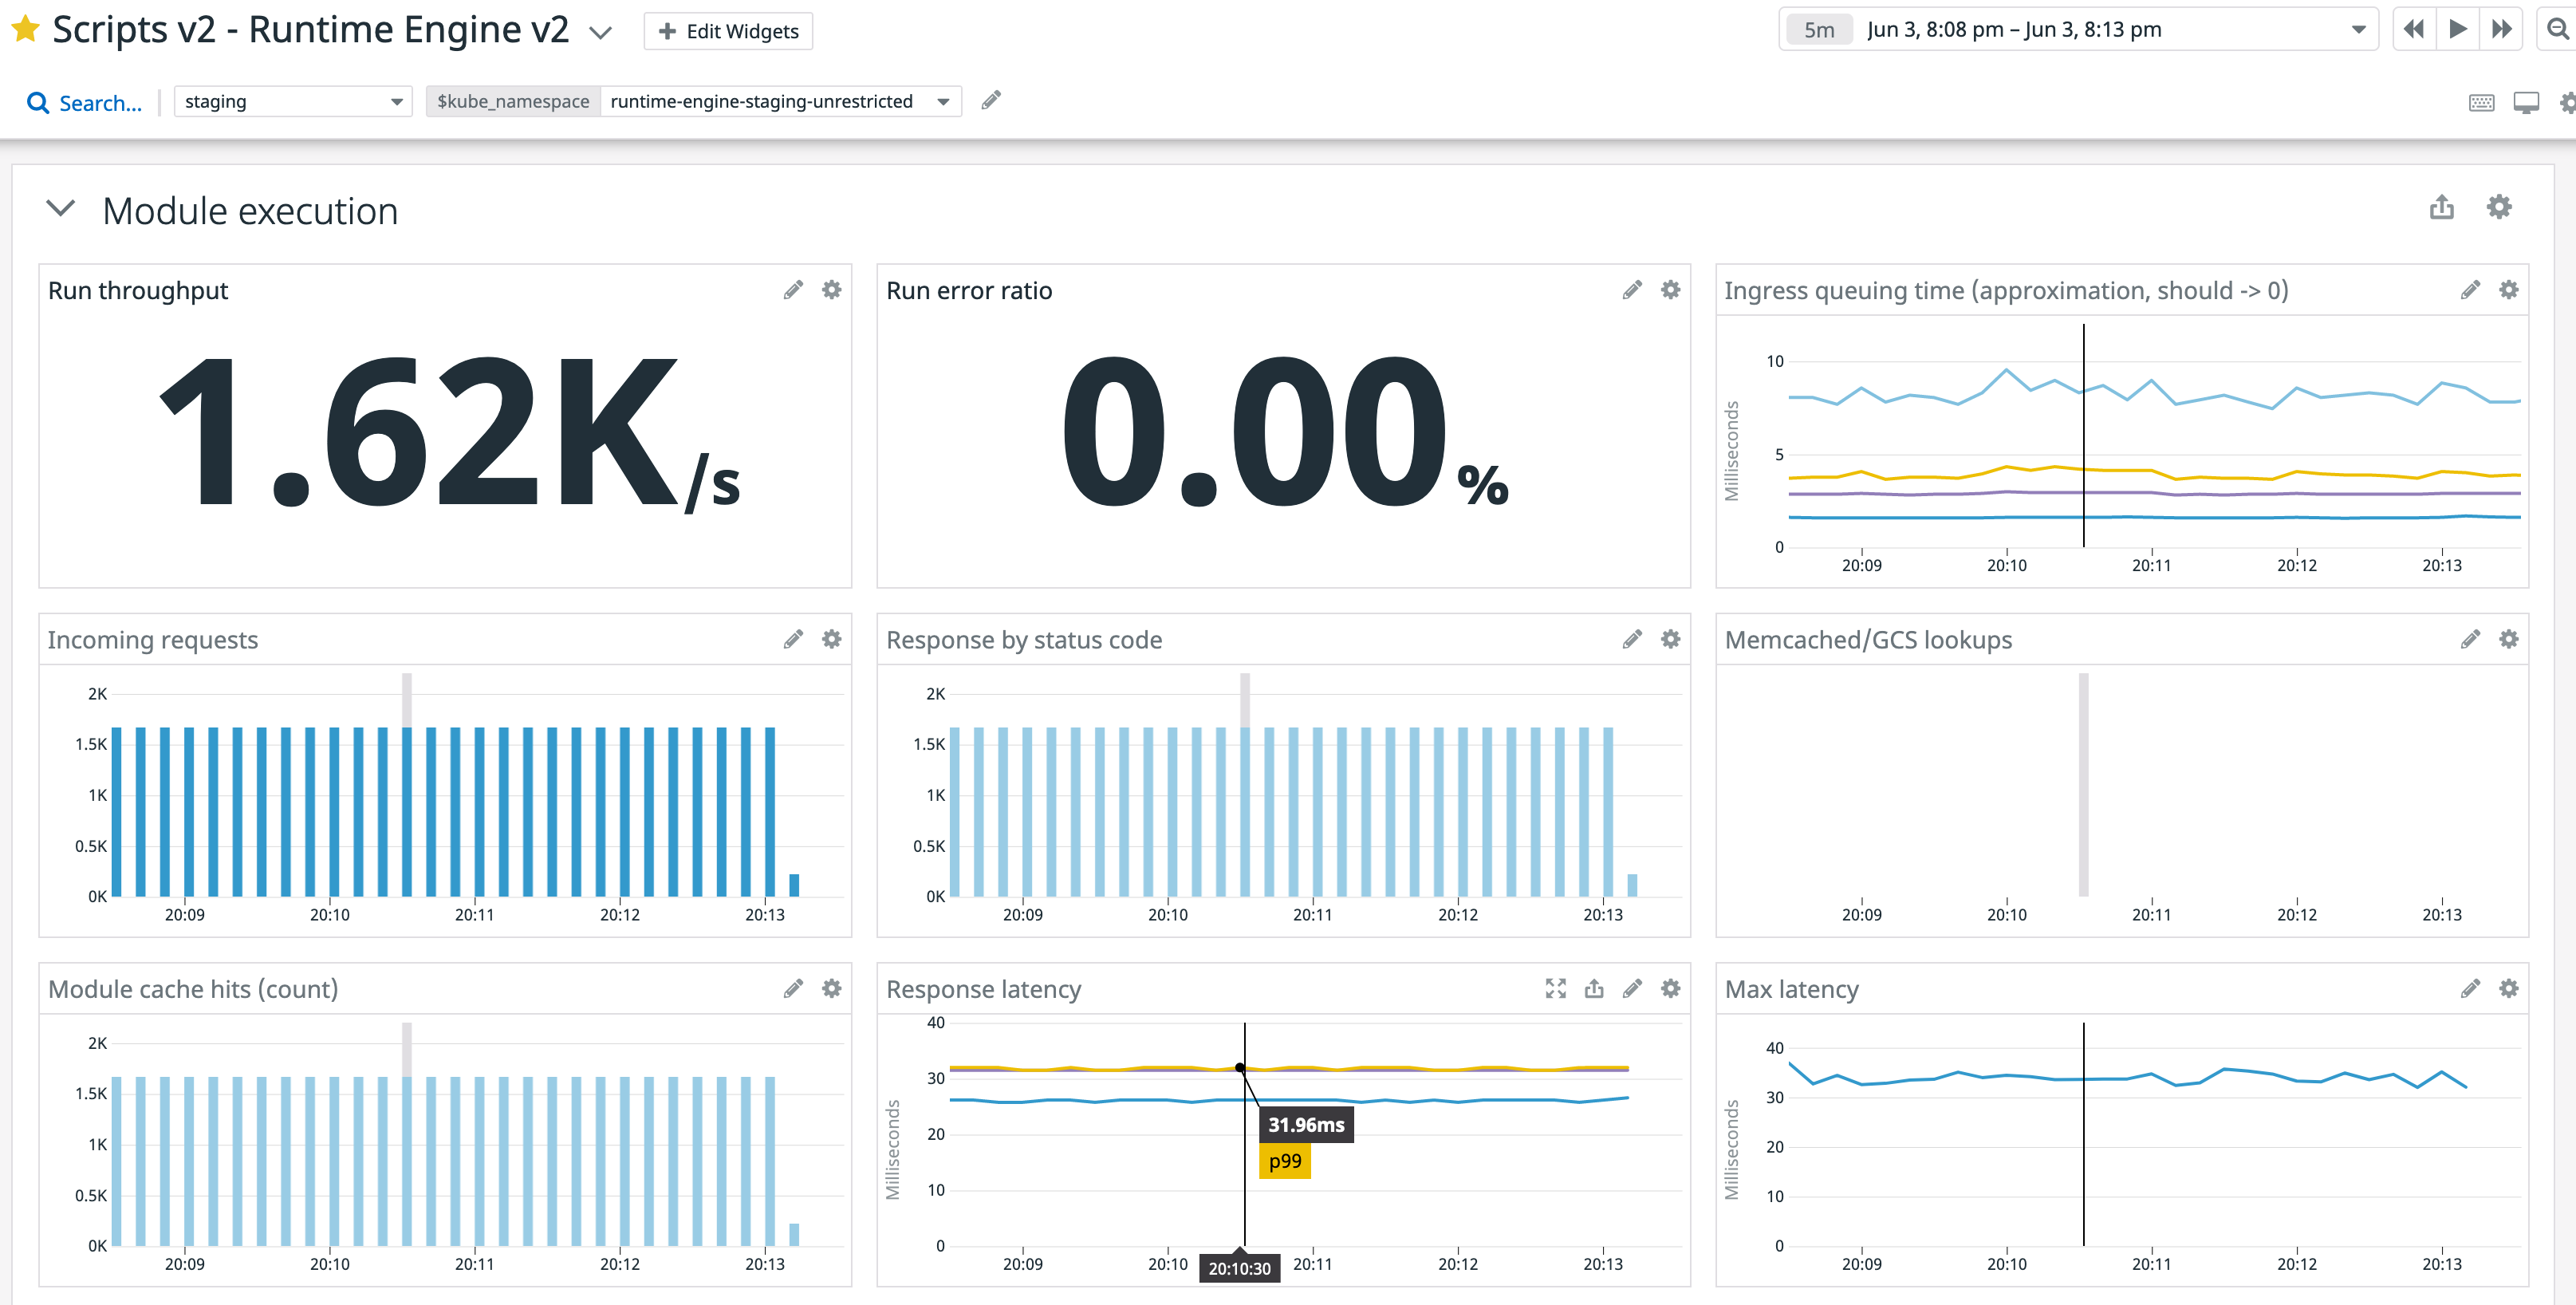 Scripts v2 - Runtime Engine v2
Edit Widgets
5m Jun 3, 8:08 pm – Jun 3, 8:13 pm
Search...
staging
$kube_namespace runtime-engine-staging-unrestricted
Module execution
Run throughput
1.62K/s
Run error ratio
0.00%
Ingress queuing time (approximation, should -> 0)
Milliseconds
10
5
0
20:09 20:10 20:11 20:12 20:13
Incoming requests
2K
1.5K
1K
0.5K
0K
20:09 20:10 20:11 20:12 20:13
Response by status code
2K
1.5K
1K
0.5K
0K
20:09 20:10 20:11 20:12 20:13
Memcached/GCS lookups
20:09 20:10 20:11 20:12 20:13
Module cache hits (count)
2K
1.5K
1K
0.5K
0K
20:09 20:10 20:11 20:12 20:13
Response latency
Milliseconds
40
30
20
10
0
31.96ms
p99
20:09 20:10 20:10:30 20:11 20:12 20:13
Max latency
Milliseconds
40
30
20
10
0
20:09 20:10 20:11 20:12 20:13